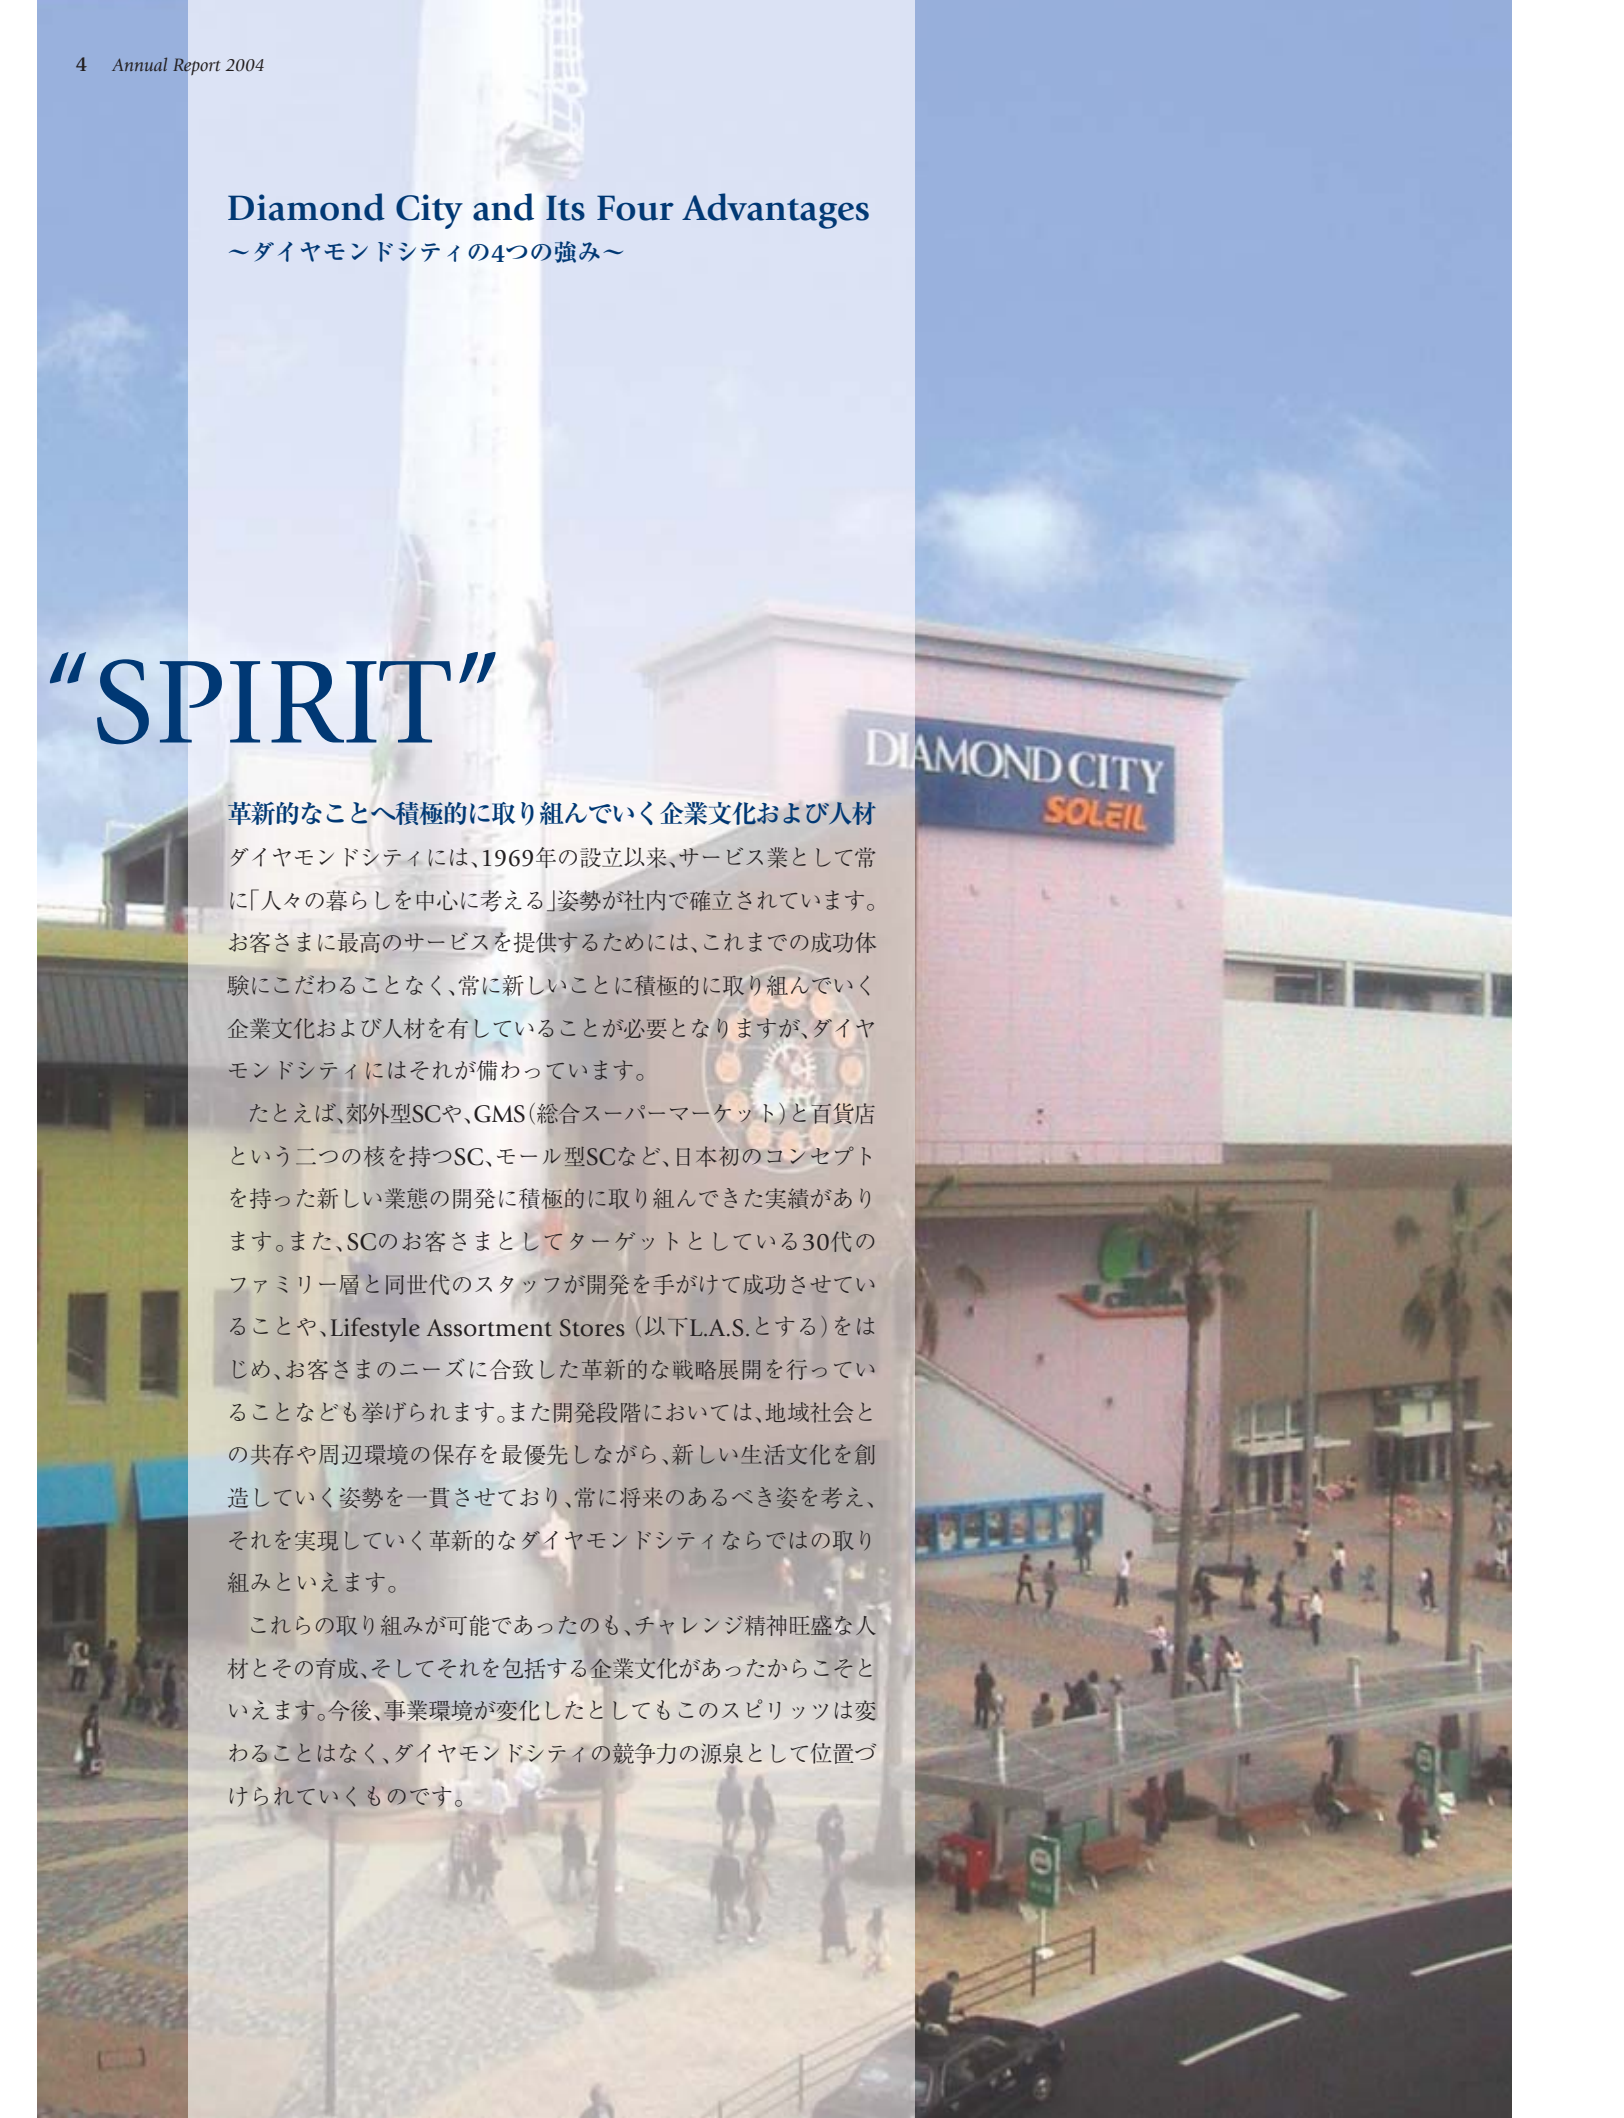 4 Annual Report 2004
Diamond City and Its Four Advantages
～ダイヤモンドシティの4つの強み～
“SPIRIT”
DIAMOND CITY
SOLEIL
革新的なことへ積極的に取り組んでいく企業文化および人材
ダイヤモンドシティには、1969年の設立以来、サービス業として常
に「人々の暮らしを中心に考える」姿勢が社内で確立されています。
お客さまに最高のサービスを提供するためには、これまでの成功体
験にこだわることなく、常に新しいことに積極的に取り組んでいく
企業文化および人材を有していることが必要となりますが、ダイヤ
モンドシティにはそれが備わっています。
たとえば、郊外型SCや、GMS（総合スーパーマーケット）と百貨店
という二つの核を持つSC、モール型SCなど、日本初のコンセプト
を持った新しい業態の開発に積極的に取り組んできた実績があり
ます。また、SCのお客さまとしてターゲットとしている30代の
ファミリー層と同世代のスタッフが開発を手がけて成功させてい
ることや、Lifestyle Assortment Stores（以下L.A.S.とする）をは
じめ、お客さまのニーズに合致した革新的な戦略展開を行ってい
ることなども挙げられます。また開発段階においては、地域社会と
の共存や周辺環境の保存を最優先しながら、新しい生活文化を創
造していく姿勢を一貫させており、常に将来のあるべき姿を考え、
それを実現していく革新的なダイヤモンドシティならではの取り
組みといえます。
これらの取り組みが可能であったのも、チャレンジ精神旺盛な人
材とその育成、そしてそれを包括する企業文化があったからこそと
いえます。今後、事業環境が変化したとしてもこのスピリッツは変
わることはなく、ダイヤモンドシティの競争力の源泉として位置づ
けられていくものです。